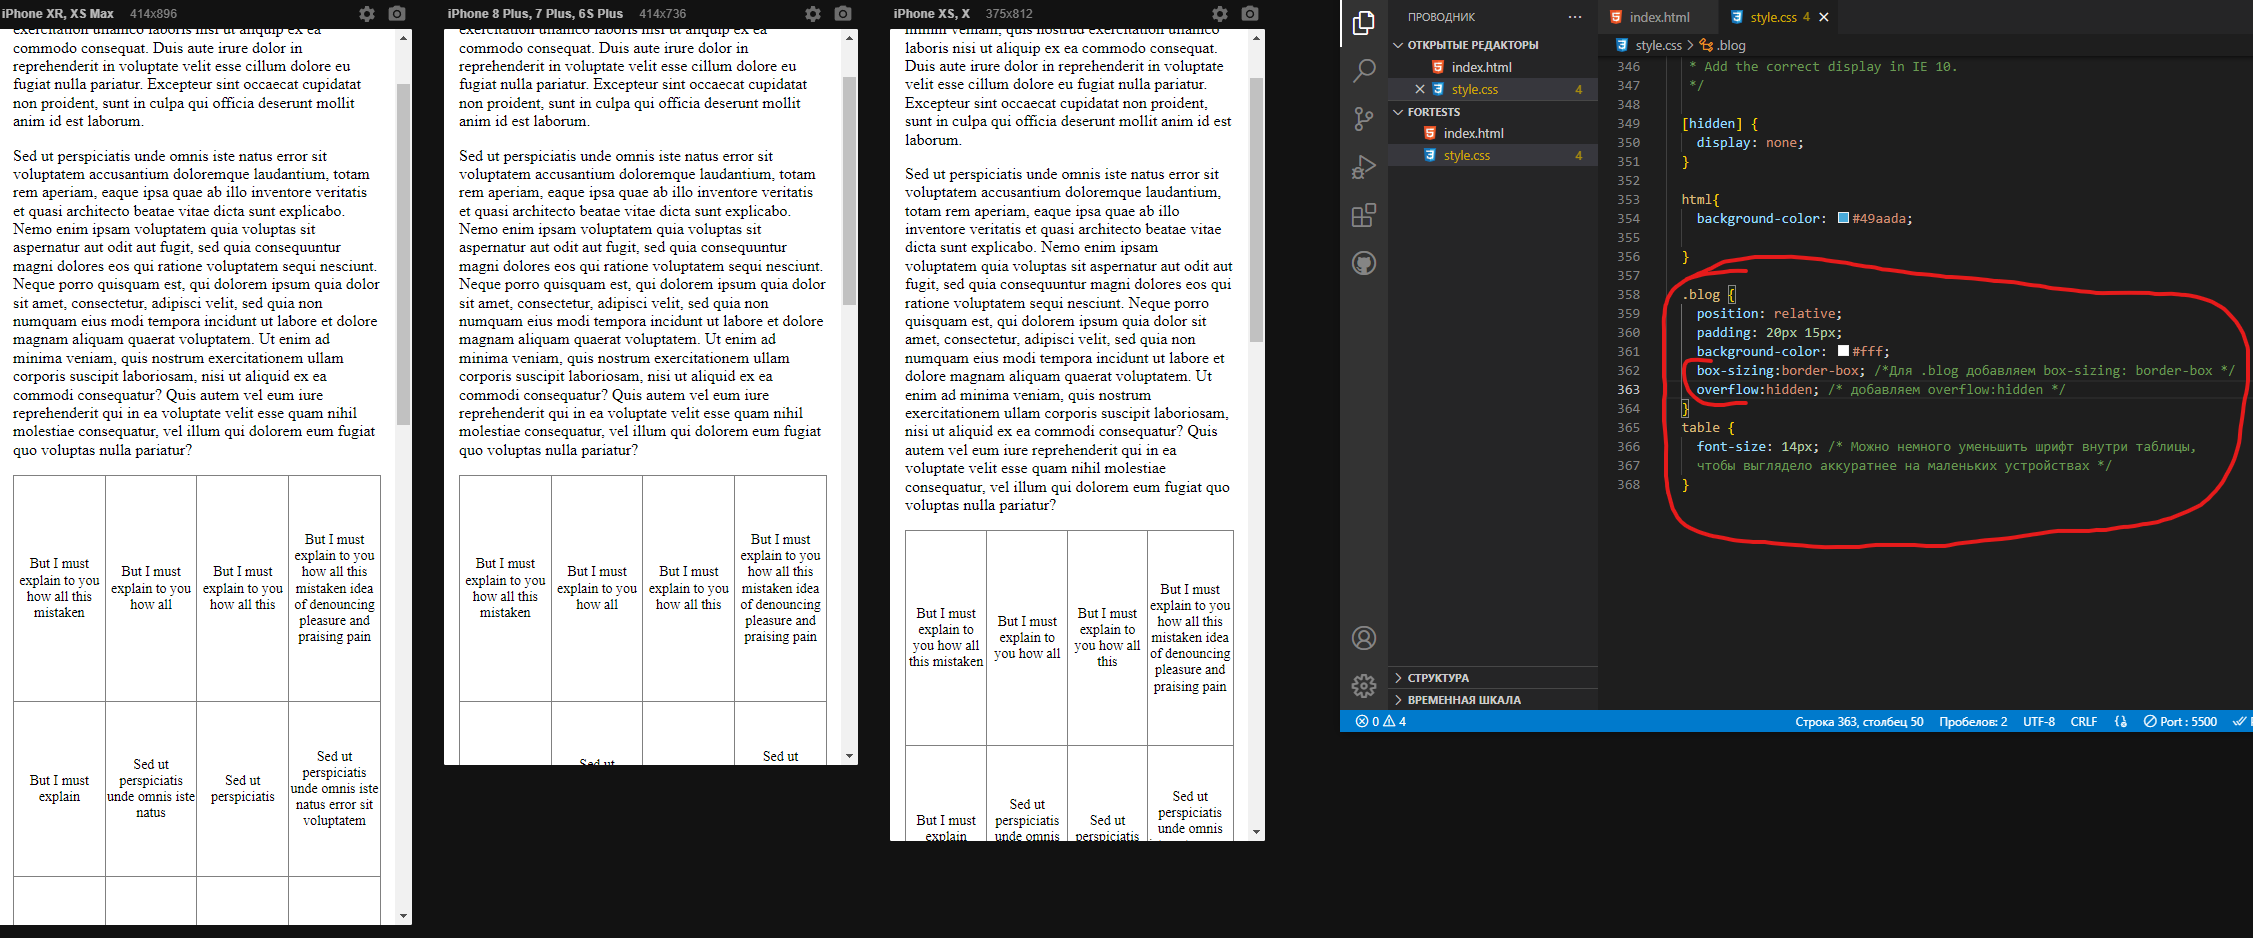 iPhone XR, XS Max 414x896
exercitation ullamco laboris nisi ut aliquip ex ea
commodo consequat. Duis aute irure dolor in
reprehenderit in voluptate velit esse cillum dolore eu
fugiat nulla pariatur. Excepteur sint occaecat cupidatat
non proident, sunt in culpa qui officia deserunt mollit
anim id est laborum.
Sed ut perspiciatis unde omnis iste natus error sit
voluptatem accusantium doloremque laudantium, totam
rem aperiam, eaque ipsa quae ab illo inventore veritatis
et quasi architecto beatae vitae dicta sunt explicabo.
Nemo enim ipsam voluptatem quia voluptas sit
aspernatur aut odit aut fugit, sed quia consequuntur
magni dolores eos qui ratione voluptatem sequi nesciunt.
Neque porro quisquam est, qui dolorem ipsum quia dolor
sit amet, consectetur, adipisci velit, sed quia non
numquam eius modi tempora incidunt ut labore et dolore
magnam aliquam quaerat voluptatem. Ut enim ad
minima veniam, quis nostrum exercitationem ullam
corporis suscipit laboriosam, nisi ut aliquid ex ea
commodi consequatur? Quis autem vel eum iure
reprehenderit qui in ea voluptate velit esse quam nihil
molestiae consequatur, vel illum qui dolorem eum fugiat
quo voluptas nulla pariatur?
But I must
explain to you
how all this
mistaken
But I must
explain to you
how all
But I must
explain to you
how all this
But I must
explain to you
how all this
mistaken idea
of denouncing
pleasure and
praising pain
But I must
explain
Sed ut
perspiciatis
unde omnis iste
natus
Sed ut
perspiciatis
Sed ut
perspiciatis
unde omnis iste
natus error sit
voluptatem
iPhone 8 Plus, 7 Plus, 6S Plus 414x736
exercitation ullamco laboris nisi ut aliquip ex ea
commodo consequat. Duis aute irure dolor in
reprehenderit in voluptate velit esse cillum dolore eu
fugiat nulla pariatur. Excepteur sint occaecat cupidatat
non proident, sunt in culpa qui officia deserunt mollit
anim id est laborum.
Sed ut perspiciatis unde omnis iste natus error sit
voluptatem accusantium doloremque laudantium, totam
rem aperiam, eaque ipsa quae ab illo inventore veritatis
et quasi architecto beatae vitae dicta sunt explicabo.
Nemo enim ipsam voluptatem quia voluptas sit
aspernatur aut odit aut fugit, sed quia consequuntur
magni dolores eos qui ratione voluptatem sequi nesciunt.
Neque porro quisquam est, qui dolorem ipsum quia dolor
sit amet, consectetur, adipisci velit, sed quia non
numquam eius modi tempora incidunt ut labore et dolore
magnam aliquam quaerat voluptatem. Ut enim ad
minima veniam, quis nostrum exercitationem ullam
corporis suscipit laboriosam, nisi ut aliquid ex ea
commodi consequatur? Quis autem vel eum iure
reprehenderit qui in ea voluptate velit esse quam nihil
molestiae consequatur, vel illum qui dolorem eum fugiat
quo voluptas nulla pariatur?
But I must
explain to you
how all this
mistaken
But I must
explain to you
how all
But I must
explain to you
how all this
But I must
explain to you
how all this
mistaken idea
of denouncing
pleasure and
praising pain
Sed ut
Sed ut
iPhone XS, X 375x812
minim veniam, quis nostrud exercitation ullamco
laboris nisi ut aliquip ex ea commodo consequat.
Duis aute irure dolor in reprehenderit in voluptate
velit esse cillum dolore eu fugiat nulla pariatur.
Excepteur sint occaecat cupidatat non proident,
sunt in culpa qui officia deserunt mollit anim id est
laborum.
Sed ut perspiciatis unde omnis iste natus error sit
voluptatem accusantium doloremque laudantium,
totam rem aperiam, eaque ipsa quae ab illo
inventore veritatis et quasi architecto beatae vitae
dicta sunt explicabo. Nemo enim ipsam
voluptatem quia voluptas sit aspernatur aut odit aut
fugit, sed quia consequuntur magni dolores eos qui
ratione voluptatem sequi nesciunt. Neque porro
quisquam est, qui dolorem ipsum quia dolor sit
amet, consectetur, adipisci velit, sed quia non
numquam eius modi tempora incidunt ut labore et
dolore magnam aliquam quaerat voluptatem. Ut
enim ad minima veniam, quis nostrum
exercitationem ullam corporis suscipit laboriosam,
nisi ut aliquid ex ea commodi consequatur? Quis
autem vel eum iure reprehenderit qui in ea
voluptate velit esse quam nihil molestiae
consequatur, vel illum qui dolorem eum fugiat quo
voluptas nulla pariatur?
But I must
explain to
you how all
this mistaken
But I must
explain to
you how all
But I must
explain to
you how all
this
But I must
explain to you
how all this
mistaken idea
of denouncing
pleasure and
praising pain
But I must
explain
Sed ut
perspiciatis
unde omnis
Sed ut
perspiciatis
Sed ut
perspiciatis
unde omnis
ПРОВОДНИК ...
ОТКРЫТЫЕ РЕДАКТОРЫ
index.html
style.css 4
FORTESTS
index.html
style.css 4
СТРУКТУРА
ВРЕМЕННАЯ ШКАЛА
index.html style.css 4
style.css > .blog
346 * Add the correct display in IE 10.
347 */
348
349 [hidden] {
350 display: none;
351 }
352
353 html{
354 background-color: #49aada;
355
356 }
357
358 .blog {
359 position: relative;
360 padding: 20px 15px;
361 background-color: #fff;
362 box-sizing:border-box; /*Для .blog добавляем box-sizing: border-box */
363 overflow:hidden; /* добавляем overflow:hidden */
364 }
365 table {
366 font-size: 14px; /* Можно немного уменьшить шрифт внутри таблицы,
367 чтобы выглядело аккуратнее на маленьких устройствах */
368 }
0 4 Строка 363, столбец 50 Пробелов: 2 UTF-8 CRLF Port : 5500